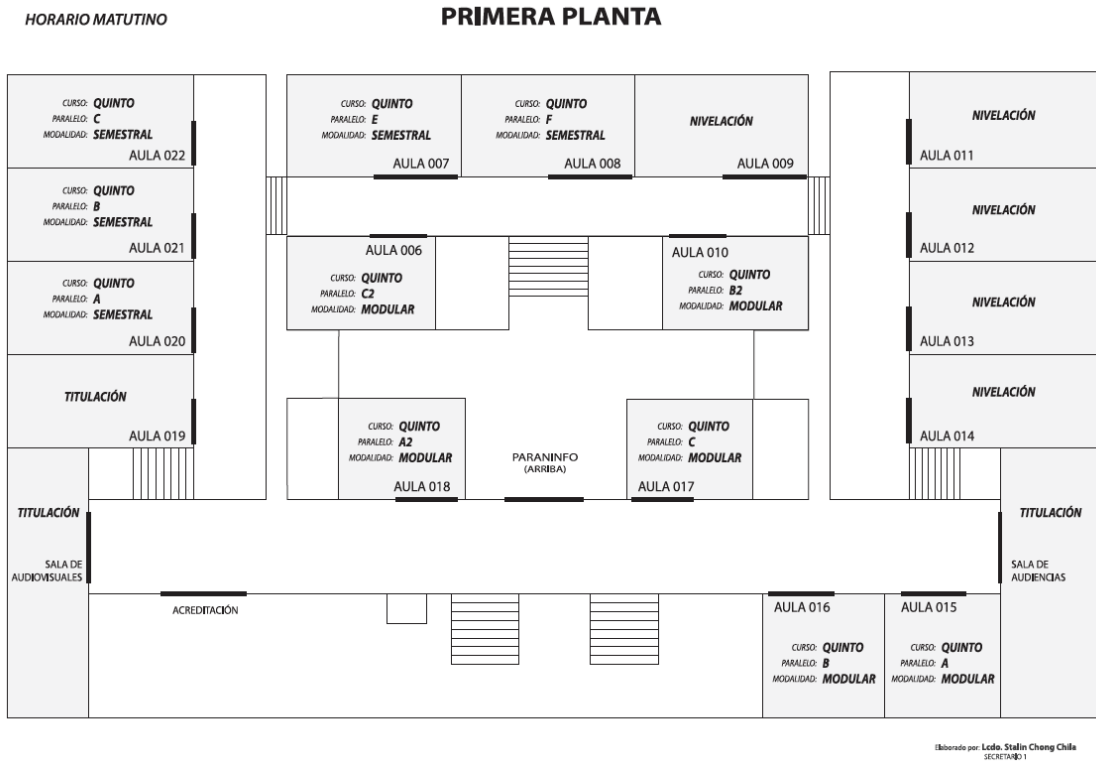 HORARIO MATUTINO
PRIMERA PLANTA
CURSO: QUINTO
PARALELO: C
MODALIDAD: SEMESTRAL
AULA 022
CURSO: QUINTO
PARALELO: B
MODALIDAD: SEMESTRAL
AULA 021
CURSO: QUINTO
PARALELO: A
MODALIDAD: SEMESTRAL
AULA 020
TITULACIÓN
AULA 019
TITULACIÓN
SALA DE
AUDIOVISUALES
CURSO: QUINTO
PARALELO: E
MODALIDAD: SEMESTRAL
AULA 007
CURSO: QUINTO
PARALELO: F
MODALIDAD: SEMESTRAL
AULA 008
NIVELACIÓN
AULA 009
AULA 006
CURSO: QUINTO
PARALELO: C2
MODALIDAD: MODULAR
AULA 010
CURSO: QUINTO
PARALELO: B2
MODALIDAD: MODULAR
CURSO: QUINTO
PARALELO: A2
MODALIDAD: MODULAR
AULA 018
PARANINFO
(ARRIBA)
CURSO: QUINTO
PARALELO: C
MODALIDAD: MODULAR
AULA 017
NIVELACIÓN
AULA 011
NIVELACIÓN
AULA 012
NIVELACIÓN
AULA 013
NIVELACIÓN
AULA 014
TITULACIÓN
SALA DE
AUDIENCIAS
ACREDITACIÓN
AULA 016
CURSO: QUINTO
PARALELO: B
MODALIDAD: MODULAR
AULA 015
CURSO: QUINTO
PARALELO: A
MODALIDAD: MODULAR
Elaborado por: Lcdo. Stalin Chong Chila
SECRETARIO 1